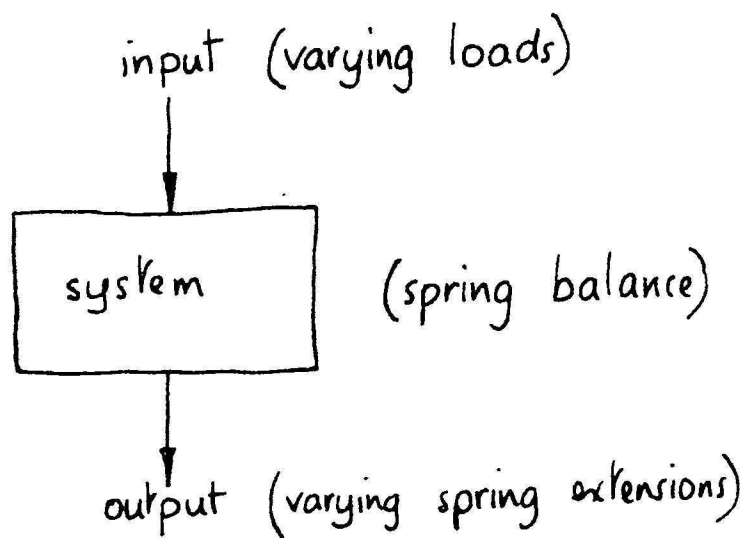 input (varying loads)
system (spring balance)
output (varying spring extensions)